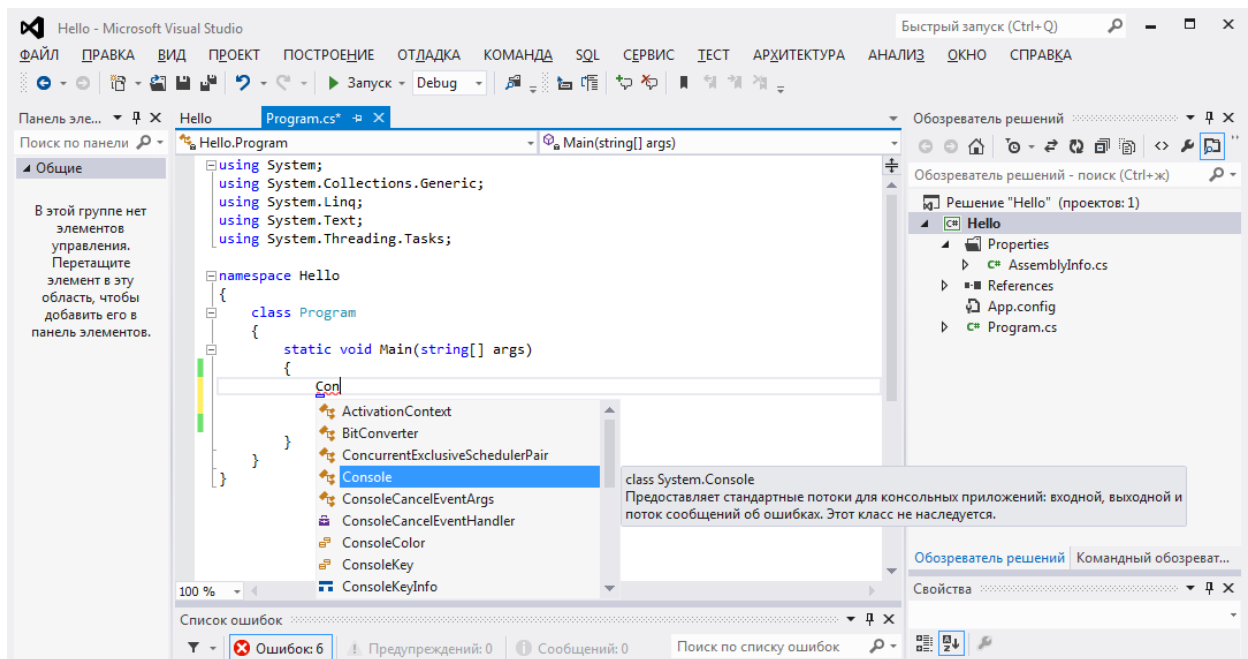 Hello - Microsoft Visual Studio
Быстрый запуск (Ctrl+Q)
ФАЙЛ ПРАВКА ВИД ПРОЕКТ ПОСТРОЕНИЕ ОТЛАДКА КОМАНДА SQL СЕРВИС ТЕСТ АРХИТЕКТУРА АНАЛИЗ ОКНО СПРАВКА
Запуск Debug
Панель эле...
Поиск по панели
Общие
В этой группе нет
элементов
управления.
Перетащите
элемент в эту
область, чтобы
добавить его в
панель элементов.
Hello Program.cs*
Hello.Program Main(string[] args)
using System;
using System.Collections.Generic;
using System.Linq;
using System.Text;
using System.Threading.Tasks;
namespace Hello
{
class Program
{
static void Main(string[] args)
{
Con
ActivationContext
BitConverter
ConcurrentExclusiveSchedulerPair
Console
ConsoleCancelEventArgs
ConsoleCancelEventHandler
ConsoleColor
ConsoleKey
ConsoleKeyInfo
}
}
}
class System.Console
Предоставляет стандартные потоки для консольных приложений: входной, выходной и
поток сообщений об ошибках. Этот класс не наследуется.
100 %
Список ошибок
Ошибок: 6 Предупреждений: 0 Сообщений: 0 Поиск по списку ошибок
Обозреватель решений
Обозреватель решений - поиск (Ctrl+ж)
Решение "Hello" (проектов: 1)
C# Hello
Properties
C# AssemblyInfo.cs
References
App.config
C# Program.cs
Обозреватель решений Командный обозреват...
Свойства